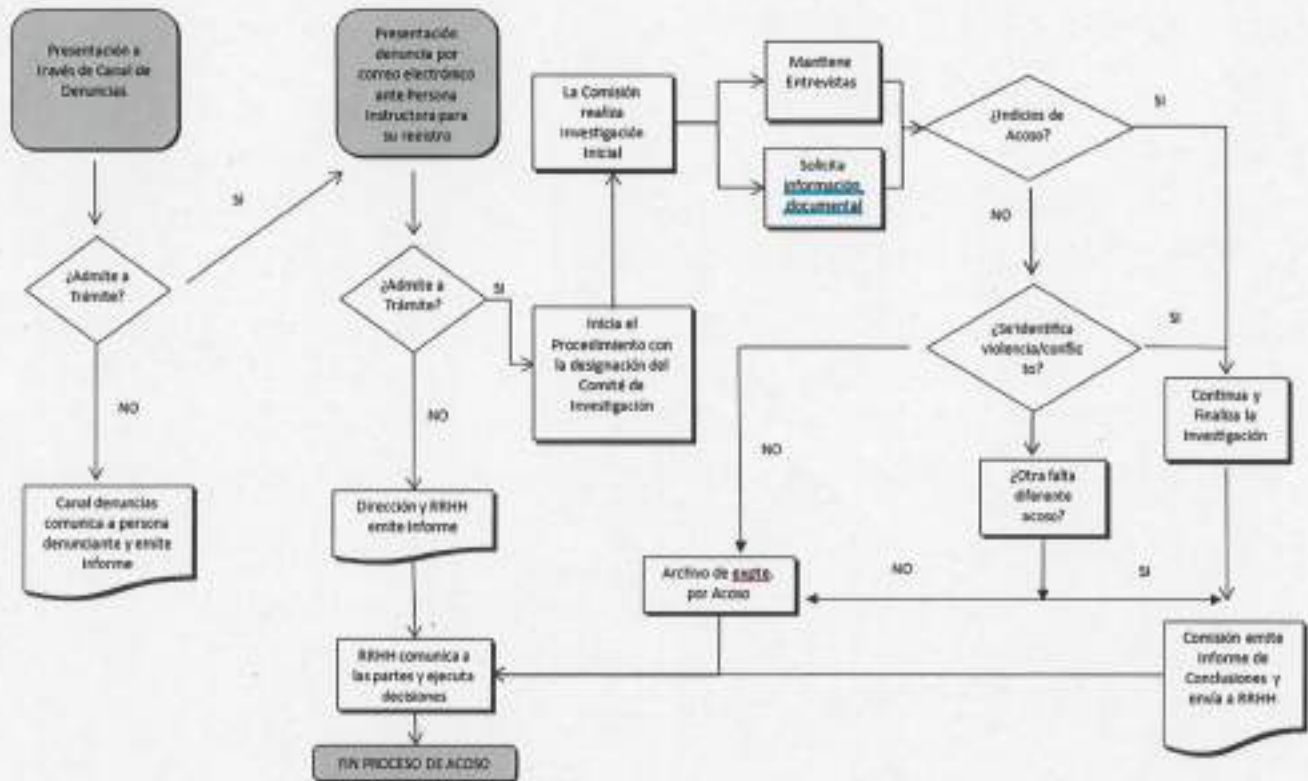 Presentación a
través de Canal de
Denuncias
Presentación
denuncia por
correo electrónico
ante Persona
Instructora para
su registro
La Comisión
realiza
Investigación
Inicial
Mantiene
Entrevistas
Solicita
información
documental
¿Indicios de
Acoso?
SI
NO
SÍ
¿Admite a
Trámite?
NO
Canal denuncias
comunica a persona
denunciante y emite
Informe
¿Admite a
Trámite?
SI
NO
Inicia el
Procedimiento con
la designación del
Comité de
Investigación
¿Se identifica
violencia/conflic
to?
SI
NO
Continua y
Finaliza la
Investigación
¿Otra falta
diferente
acoso?
NO
SI
Dirección y RRHH
emite Informe
Archivo de expte.
por Acoso
RRHH comunica a
las partes y ejecuta
decisiones
Comisión emite
Informe de
Conclusiones y
envía a RRHH
FIN PROCESO DE ACOSO